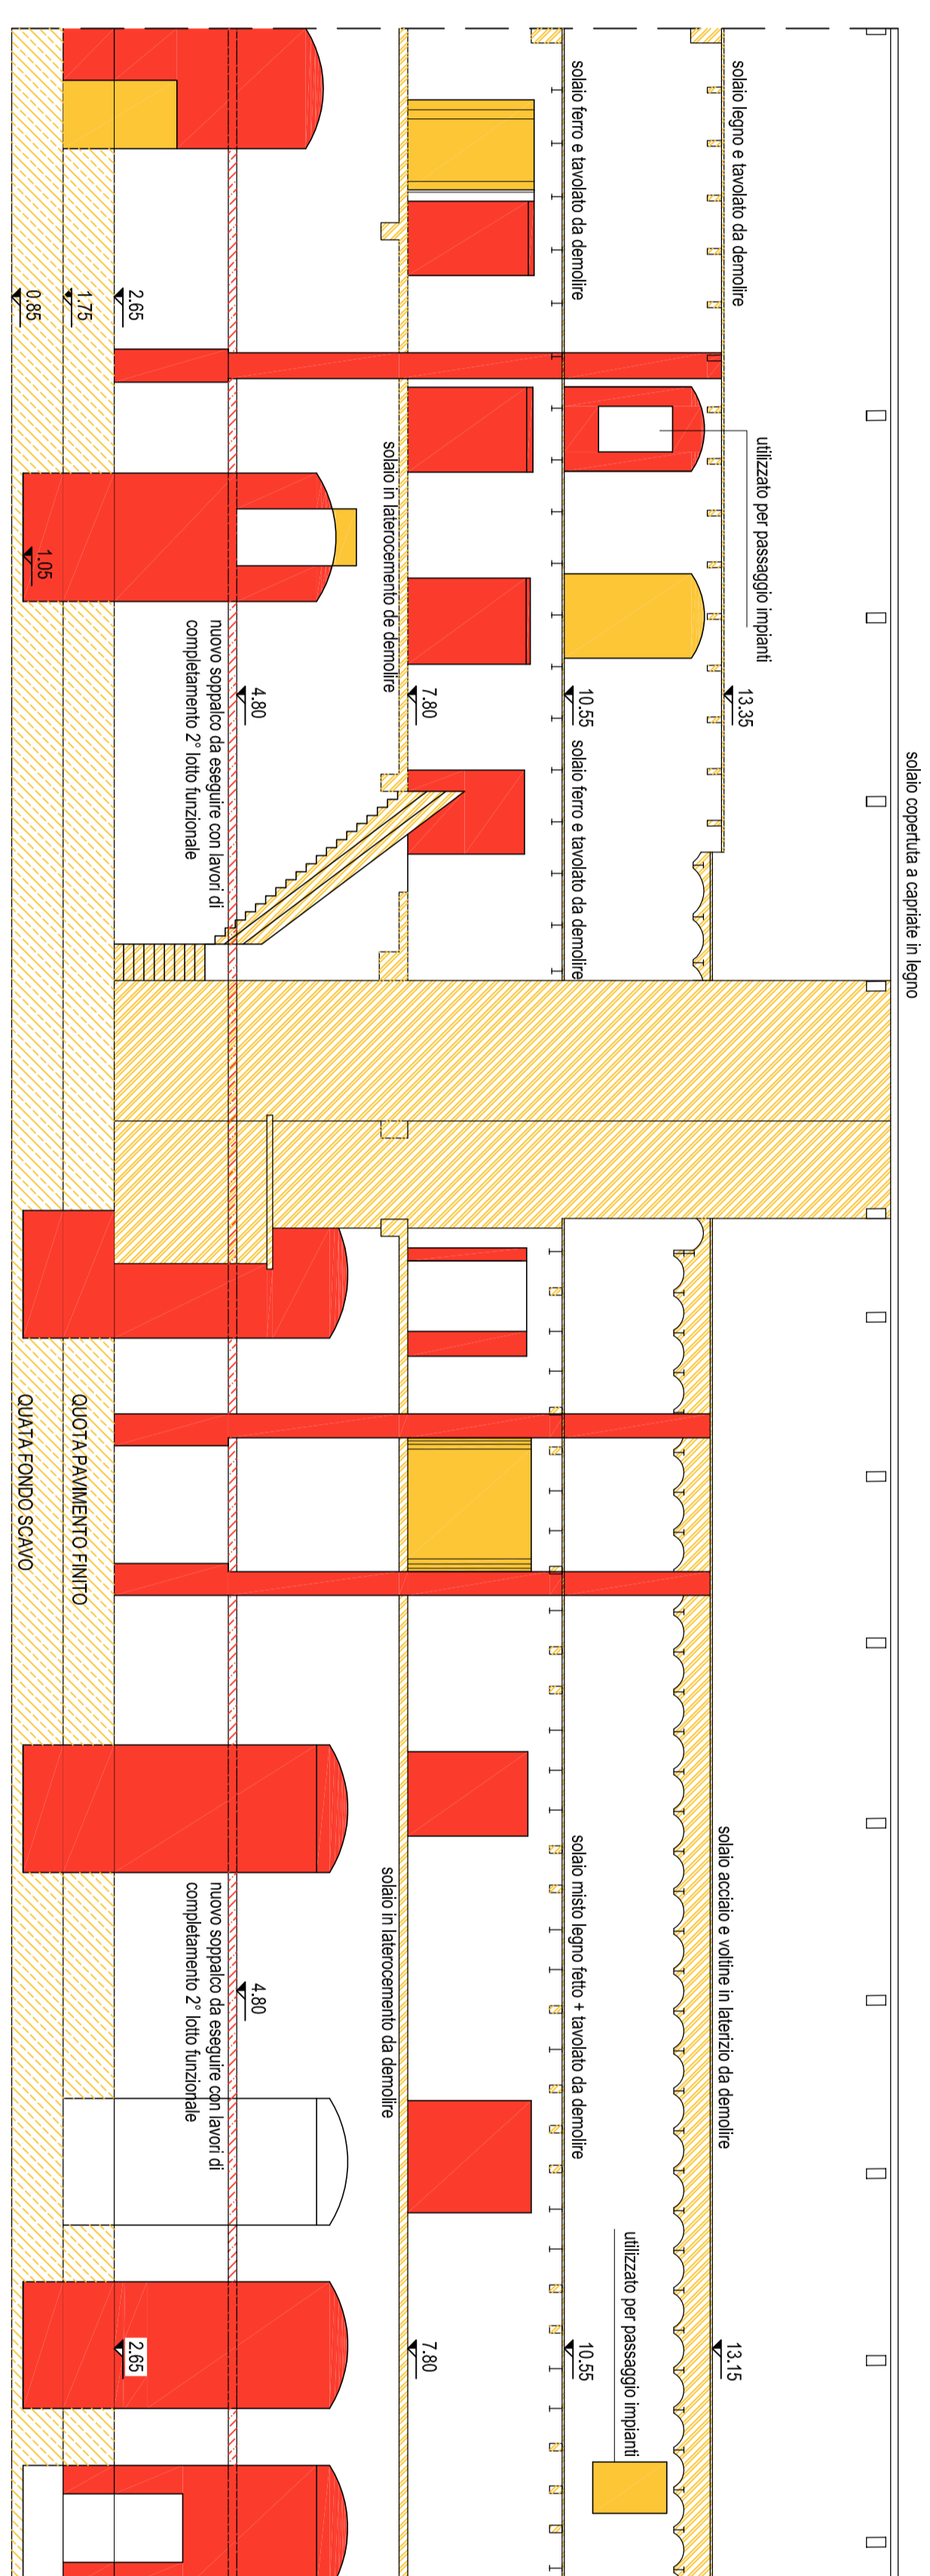 solaio copertuta a capriate in legno
solaio legno e tavolato da demolire
utilizzato per passaggio impianti
13.35
solaio acciaio e voltine in laterizio da demolire
13.15
utilizzato per passaggio impianti
solaio ferro e tavolato da demolire
10.55
solaio ferro e tavolato da demolire
solaio misto legno fetto + tavolato da demolire
10.55
solaio in laterocemento de demolire
7.80
solaio in laterocemento da demolire
7.80
4.80
nuovo soppalco da eseguire con lavori di
completamento 2° lotto funzionale
4.80
nuovo soppalco da eseguire con lavori di
completamento 2° lotto funzionale
2.65
2.65
1.75
QUOTA PAVIMENTO FINITO
0.85
1.05
QUATA FONDO SCAVO